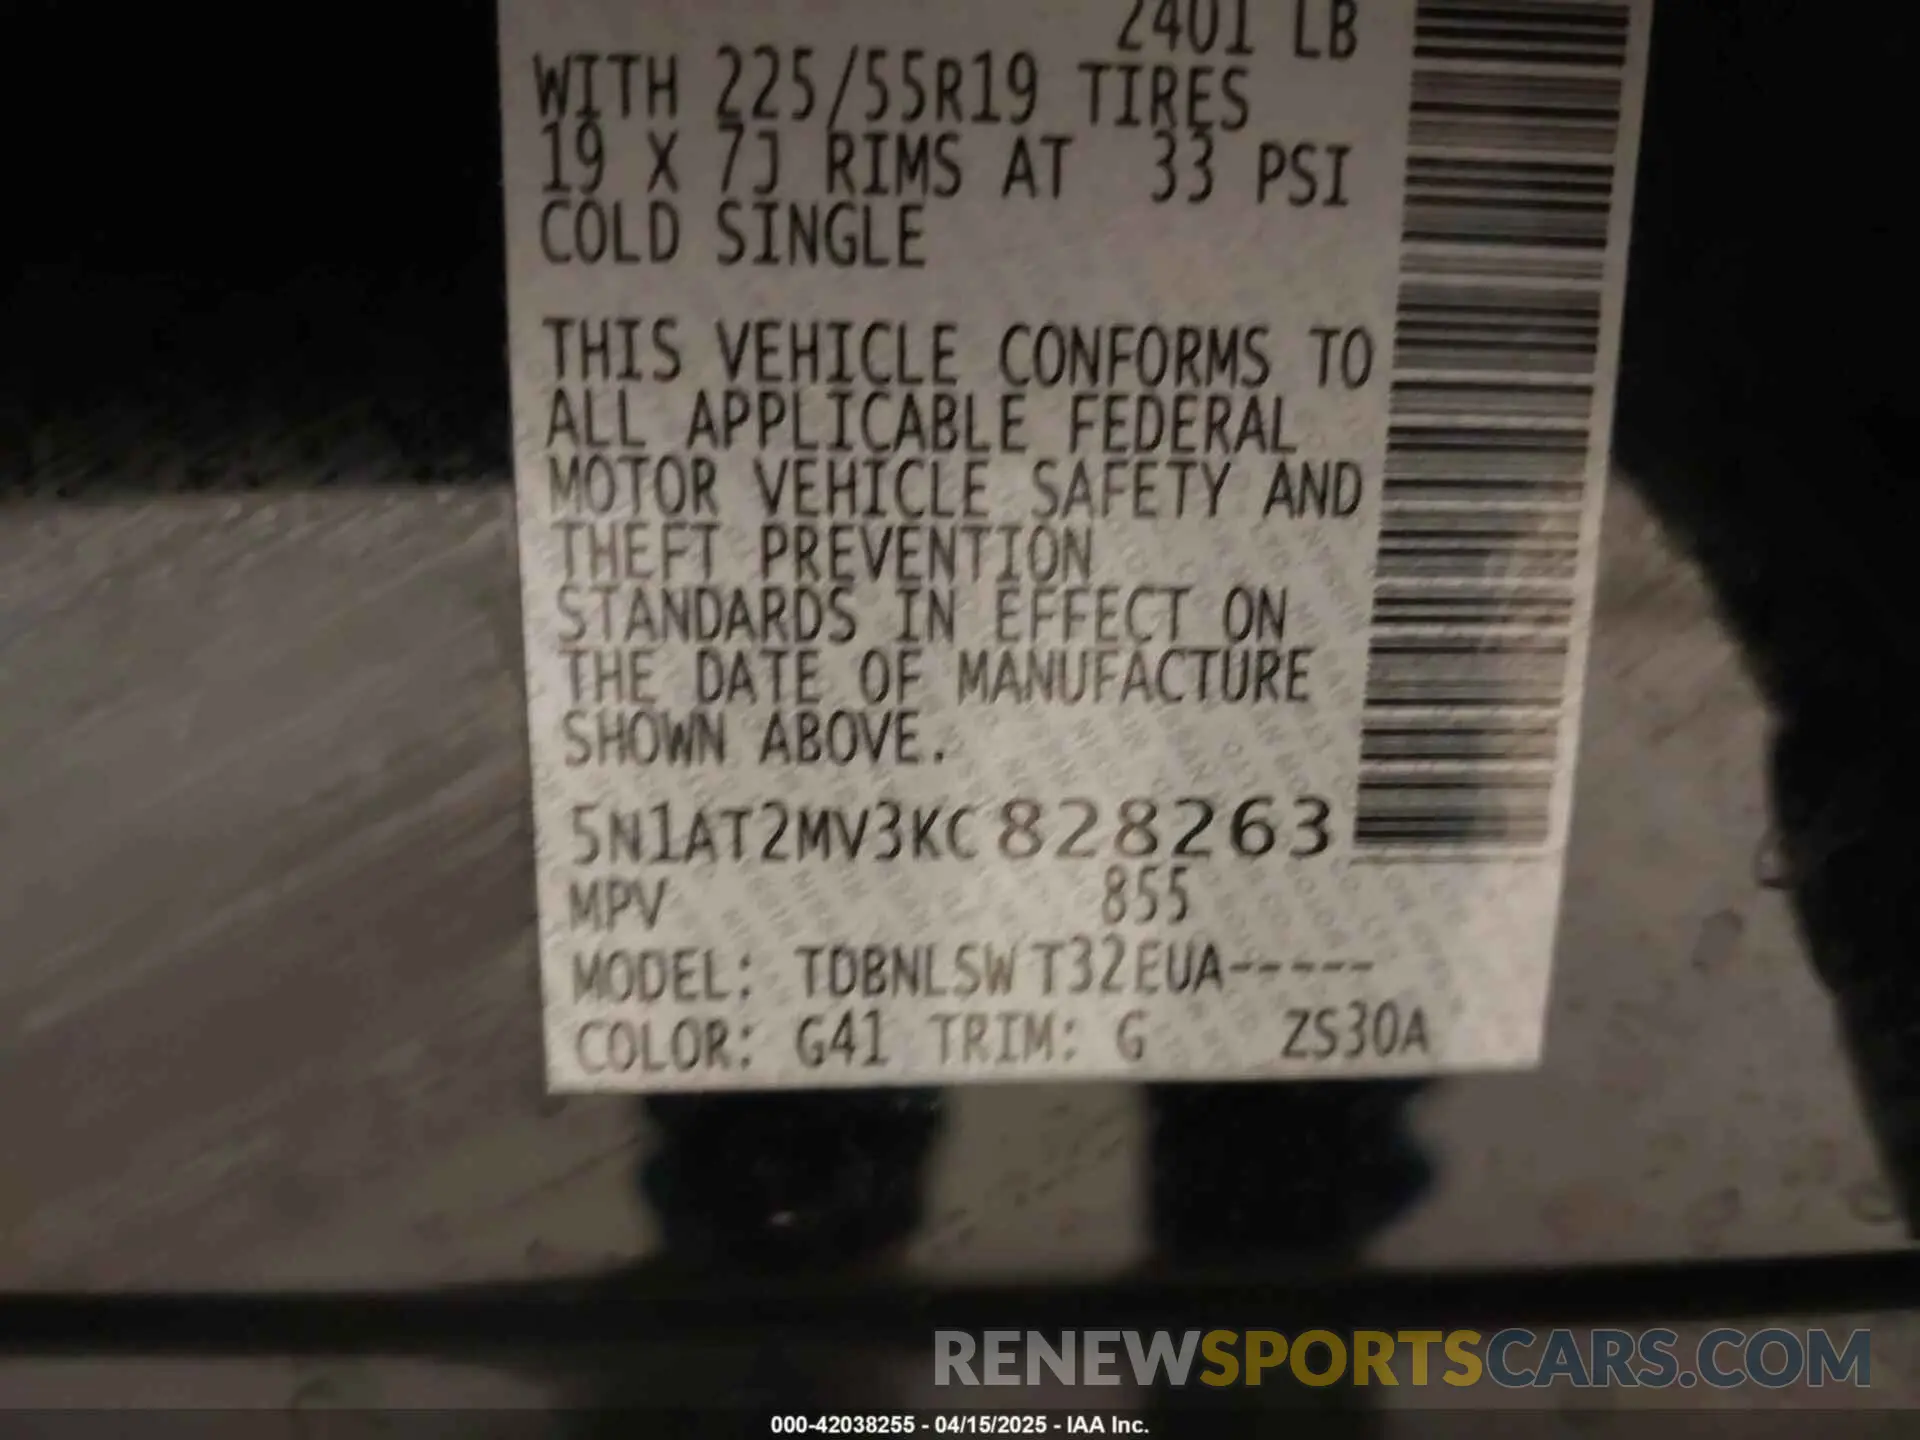 2401 LB
WITH 225/55R19 TIRES
19 X 7J RIMS AT 33 PSI
COLD SINGLE
THIS VEHICLE CONFORMS TO
ALL APPLICABLE FEDERAL
MOTOR VEHICLE SAFETY AND
THEFT PREVENTION
STANDARDS IN EFFECT ON
THE DATE OF MANUFACTURE
SHOWN ABOVE.
5N1AT2MV3KC828263
MPV 855
MODEL: TDBNLSW T32EUA-----
COLOR: G41 TRIM: G ZS30A
RENEWSPORTSCARS.COM
000-42038255 - 04/15/2025 - IAA Inc.